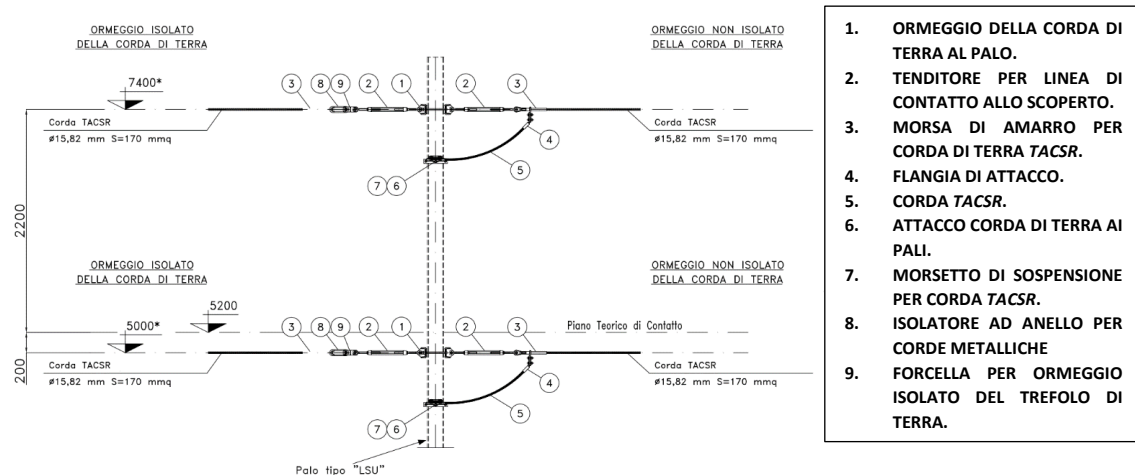 ORMEGGIO ISOLATO
DELLA CORDA DI TERRA
ORMEGGIO NON ISOLATO
DELLA CORDA DI TERRA
7400*
3 8 9 2 1 2 3
Corda TACSR
ø15,82 mm S=170 mmq
Corda TACSR
ø15,82 mm S=170 mmq
4
5
7 6
2200
ORMEGGIO ISOLATO
DELLA CORDA DI TERRA
ORMEGGIO NON ISOLATO
DELLA CORDA DI TERRA
5200
5000*
Piano Teorico di Contatto
3 8 9 2 1 2 3
200
Corda TACSR
ø15,82 mm S=170 mmq
Corda TACSR
ø15,82 mm S=170 mmq
4
5
7 6
Palo tipo "LSU"
1. ORMEGGIO DELLA CORDA DI
TERRA AL PALO.
2. TENDITORE PER LINEA DI
CONTATTO ALLO SCOPERTO.
3. MORSA DI AMARRO PER
CORDA DI TERRA TACSR.
4. FLANGIA DI ATTACCO.
5. CORDA TACSR.
6. ATTACCO CORDA DI TERRA AI
PALI.
7. MORSETTO DI SOSPENSIONE
PER CORDA TACSR.
8. ISOLATORE AD ANELLO PER
CORDE METALLICHE
9. FORCELLA PER ORMEGGIO
ISOLATO DEL TREFOLO DI
TERRA.